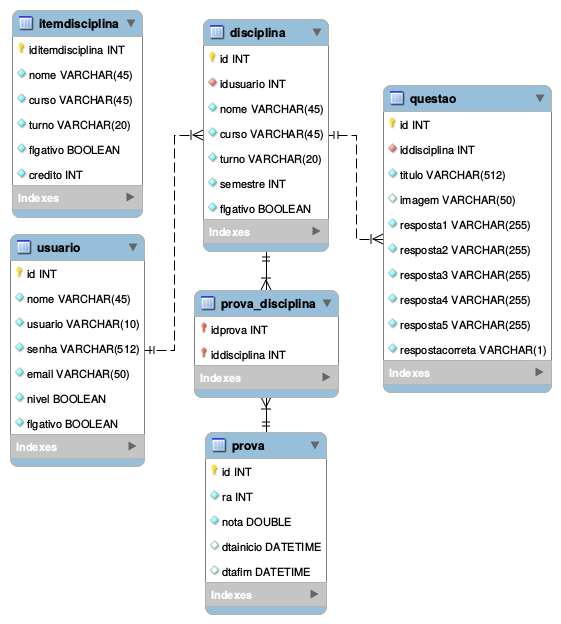 itemdisciplina
iditemdisciplina INT
nome VARCHAR(45)
curso VARCHAR(45)
turno VARCHAR(20)
flgativo BOOLEAN
credito INT
Indexes
usuario
id INT
nome VARCHAR(45)
usuario VARCHAR(10)
senha VARCHAR(512)
email VARCHAR(50)
nivel BOOLEAN
flgativo BOOLEAN
Indexes
disciplina
id INT
idusuario INT
nome VARCHAR(45)
curso VARCHAR(45)
turno VARCHAR(20)
semestre INT
flgativo BOOLEAN
Indexes
prova_disciplina
idprova INT
iddisciplina INT
Indexes
prova
id INT
ra INT
nota DOUBLE
dtainicio DATETIME
dtafim DATETIME
Indexes
questao
id INT
iddisciplina INT
titulo VARCHAR(512)
imagem VARCHAR(50)
resposta1 VARCHAR(255)
resposta2 VARCHAR(255)
resposta3 VARCHAR(255)
resposta4 VARCHAR(255)
resposta5 VARCHAR(255)
respostacorreta VARCHAR(1)
Indexes